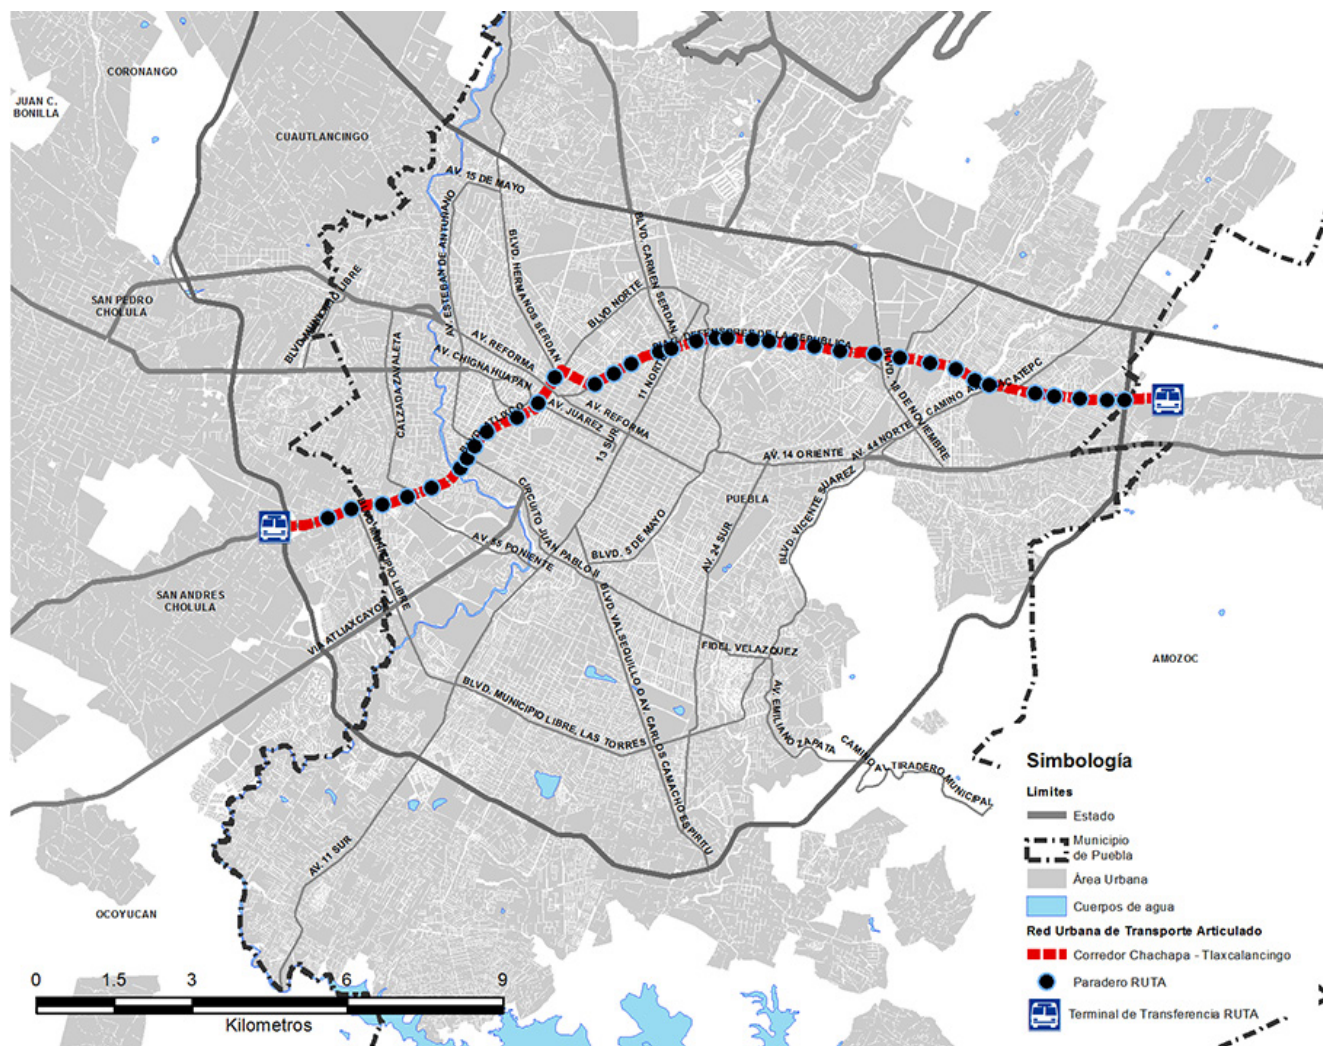 CORONANGO
JUAN C.
BONILLA
CUAUTLANCINGO
AV. 15 DE MAYO
AV. ESTEBAN DE ANTUÑANO
BLVD. HERMANOS SERDAN
BLVD. CARMEN SERDAN
BLVD NORTE
SAN PEDRO
CHOLULA
CALZADA ZAVALETA
AV. REFORMA
AV. CHIGNAHUAPAN
DEFENSORES DE LA REPUBLICA
11 NORTE
AV. JUAREZ
AV. REFORMA
13 SUR
BLVD. 18 DE NOVIEMBRE
AV. 44 NORTE
AV. 14 ORIENTE
PUEBLA
BLVD. VICENTE SUAREZ
CIRCUITO JUAN PABLO II
BLVD. 5 DE MAYO
AV. 24 SUR
AV. 55 PONIENTE
SAN ANDRES
CHOLULA
VIA ATLIAXCAYOTL
FIDEL VELAZQUEZ
AMOZOC
BLVD. MUNICIPIO LIBRE, LAS TORRES
BLVD. VALSEQUILLO O AV. CARLOS CAMACHO ESPIRITU
AV. EMILIANO ZAPATA
CAMINO AL TIRADERO MUNICIPAL
AV. 11 SUR
OCOYUCAN
0 1.5 3 6 9
Kilometros
Simbología
Limites
Estado
Municipio
de Puebla
Área Urbana
Cuerpos de agua
Red Urbana de Transporte Articulado
Corredor Chachapa - Tlaxcalancingo
Paradero RUTA
Terminal de Transferencia RUTA